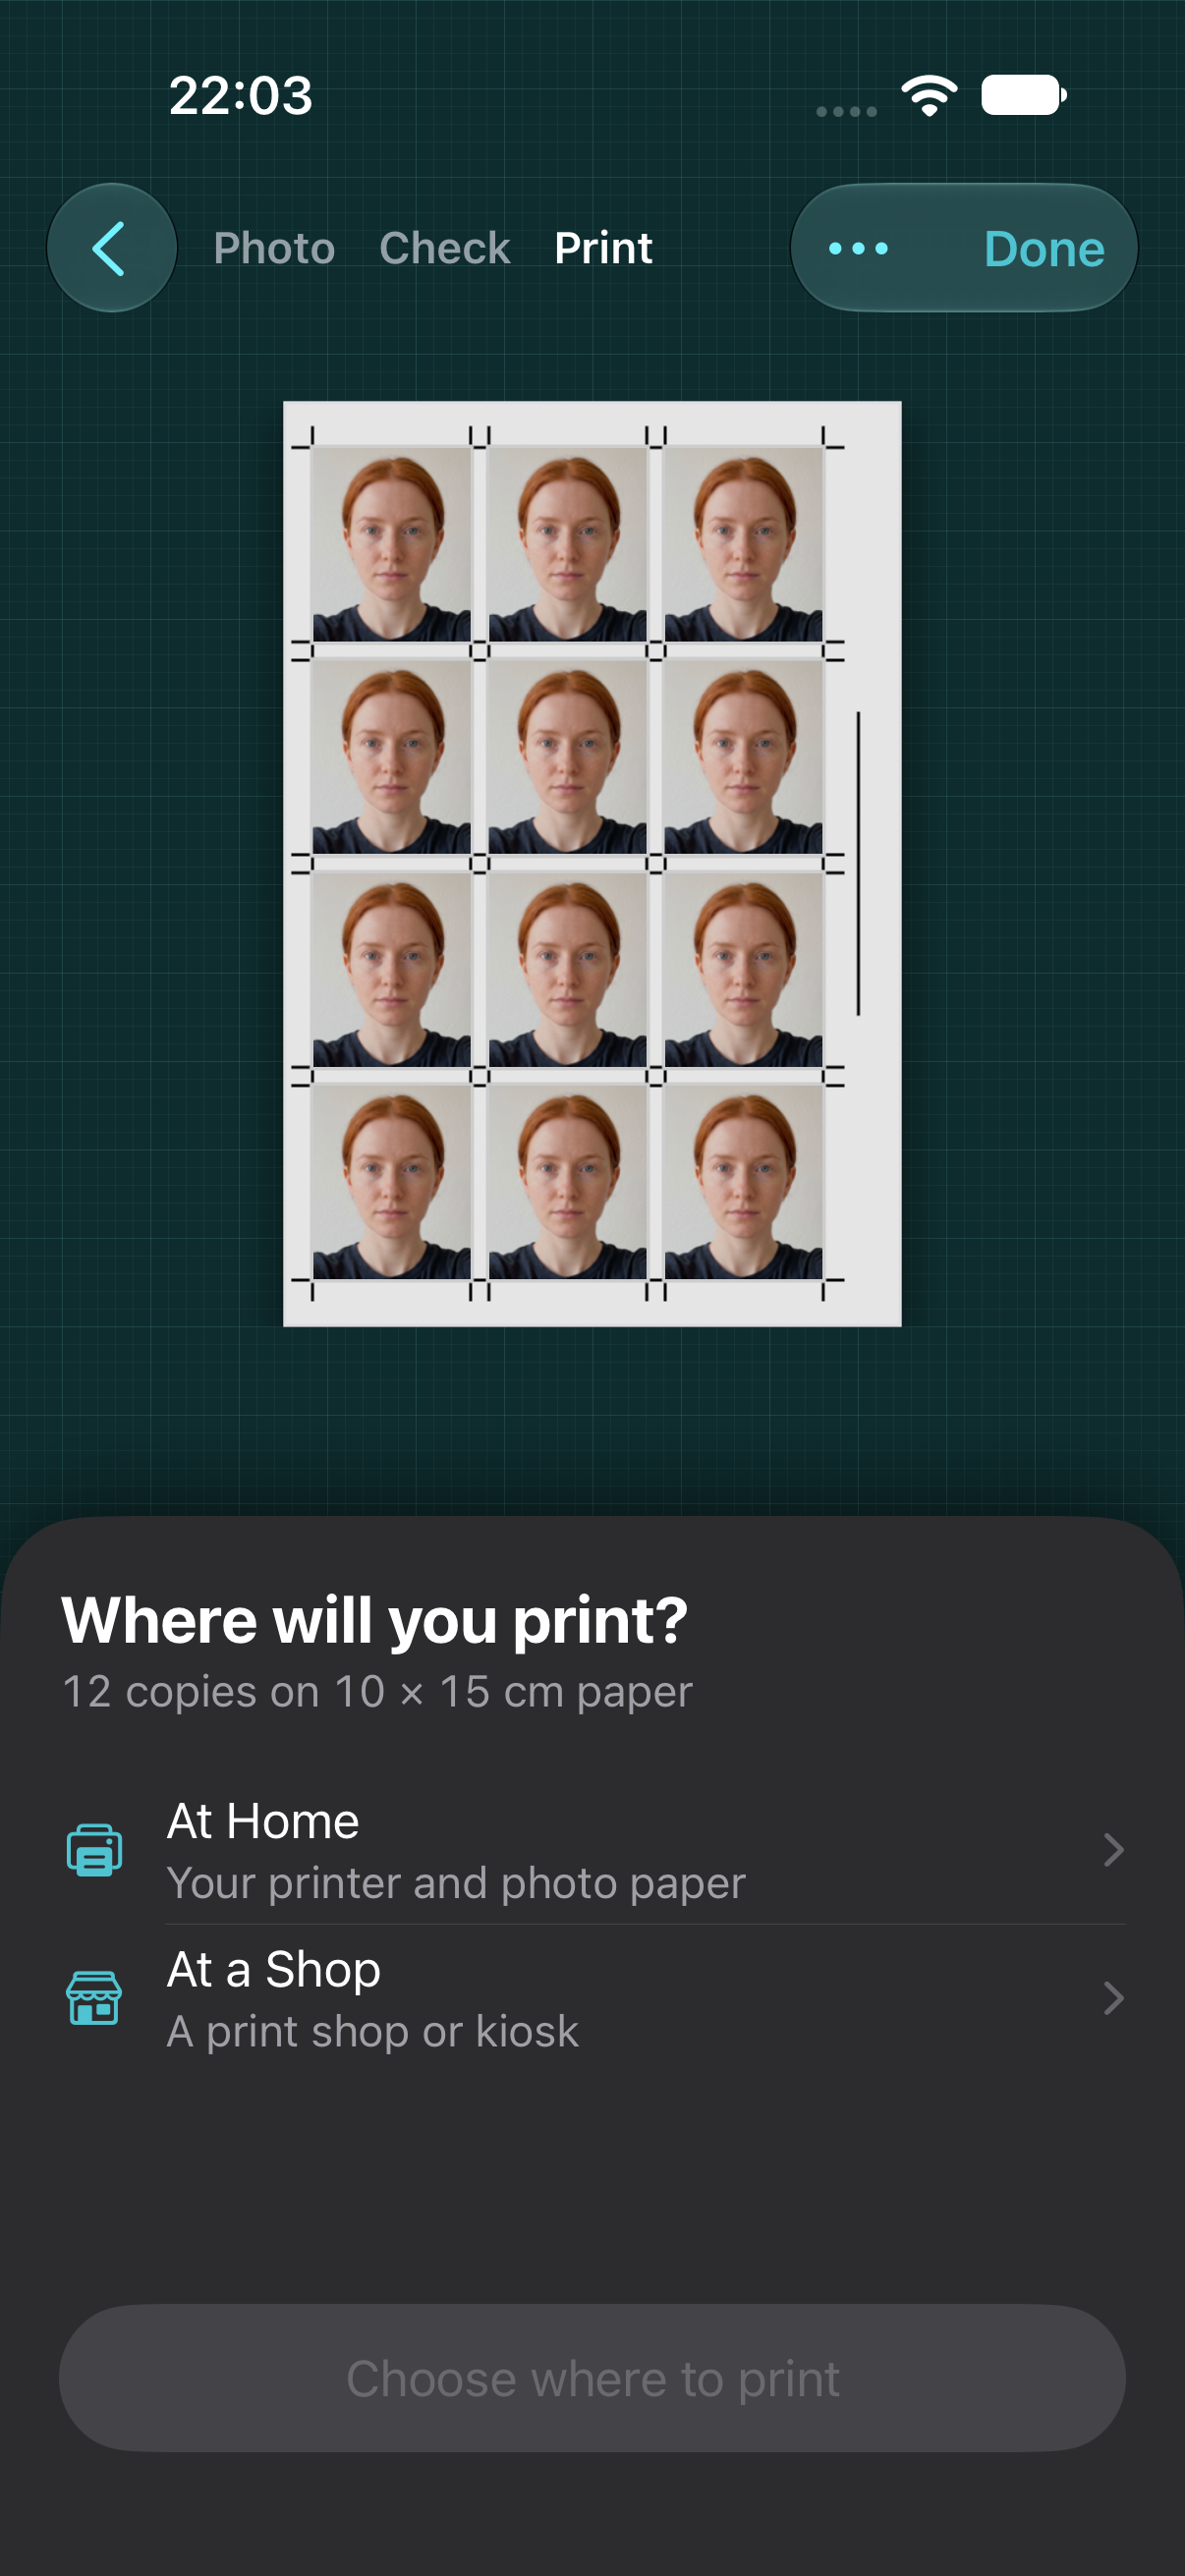 22:03
Photo Check Print
Done
Where will you print?
12 copies on 10 × 15 cm paper
At Home
Your printer and photo paper
At a Shop
A print shop or kiosk
Choose where to print